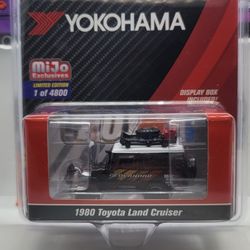 YOKOHAMA
MiJo
Exclusives
LIMITED EDITION
1 of 4800
DISPLAY BOX
INCLUDED!
1980 Toyota Land Cruiser